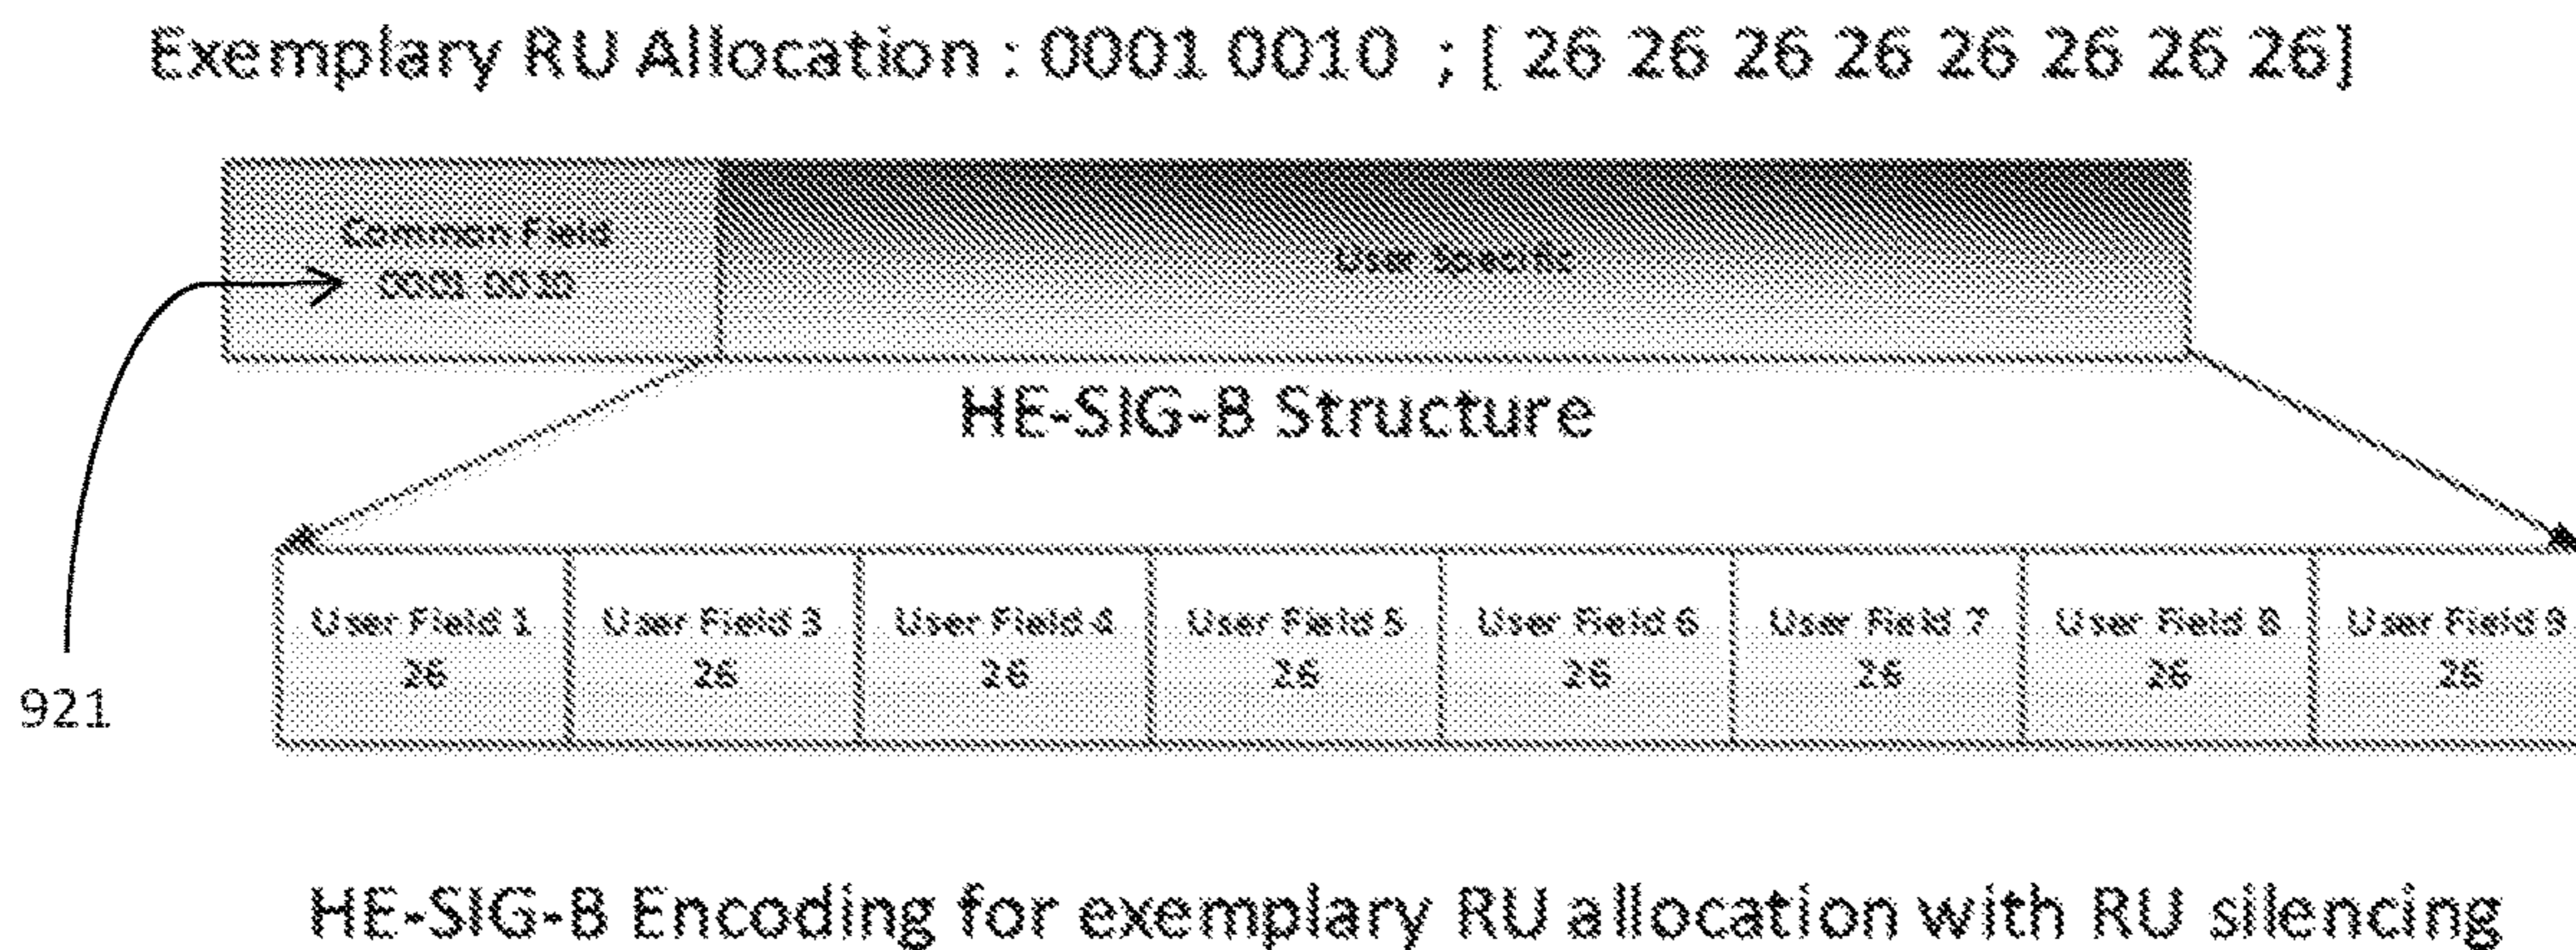 Exemplary RU Allocation : 0001 0010 ; [ 26 26 26 26 26 26 26 26]
Common Field
0001 0010
User Specific
HE-SIG-B Structure
User Field 1 User Field 3 User Field 4 User Field 5 User Field 6 User Field 7 User Field 8 User Field 9
26 26 26 26 26 26 26 26
921
HE-SIG-B Encoding for exemplary RU allocation with RU silencing